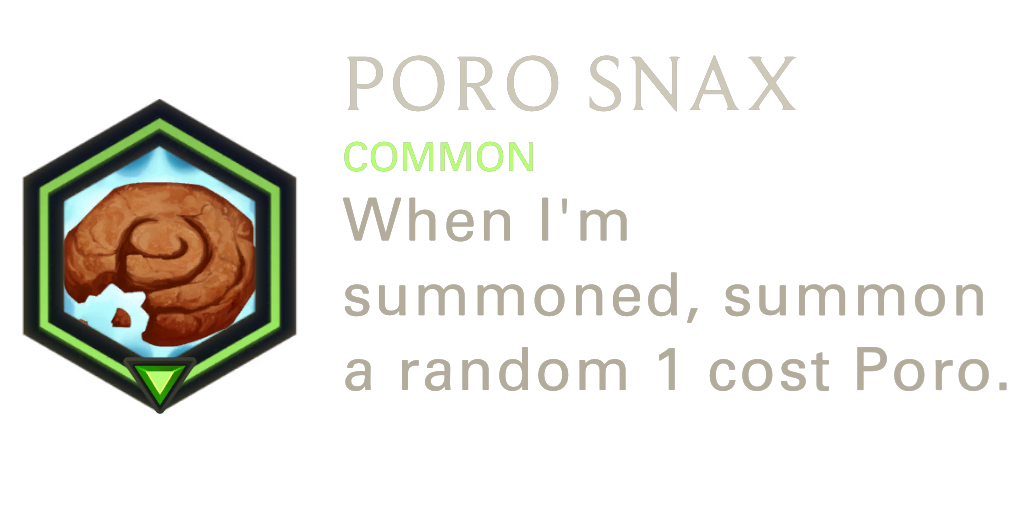 PORO SNAX
COMMON
When I'm
summoned, summon
a random 1 cost Poro.